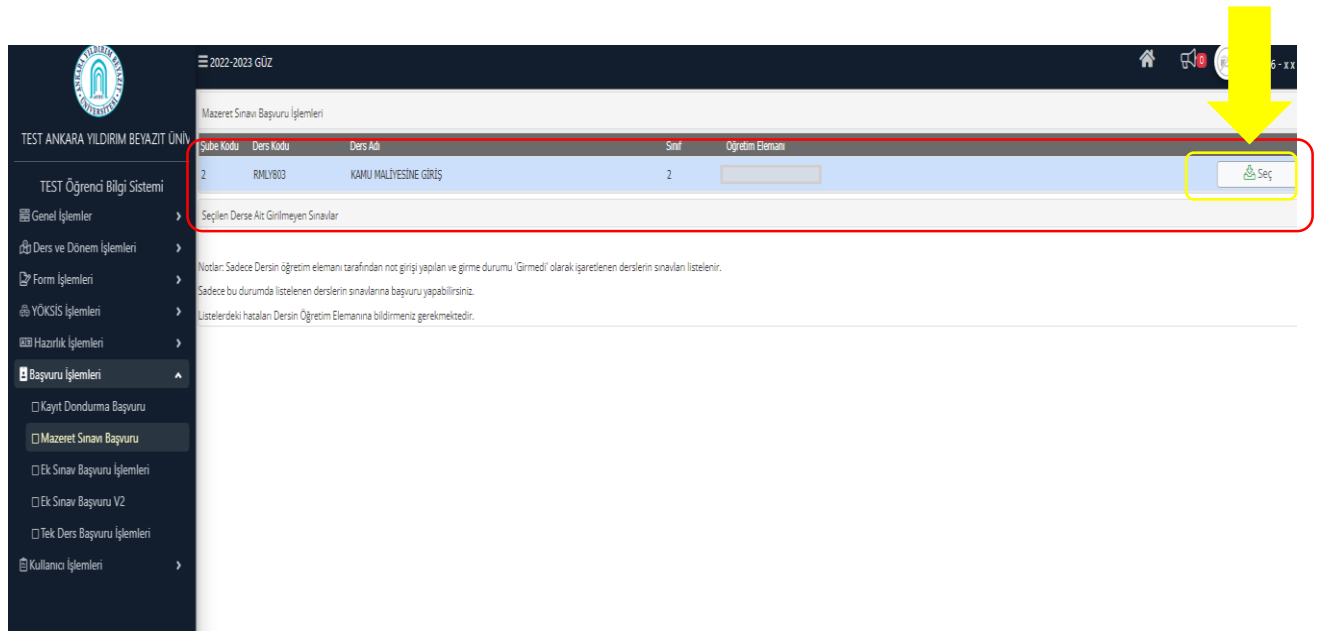 2022-2023 GÜZ
0
6 - xx
TEST ANKARA YILDIRIM BEYAZIT ÜNİV
TEST Öğrenci Bilgi Sistemi
Genel İşlemler
Ders ve Dönem İşlemleri
Form İşlemleri
YÖKSİS İşlemleri
Hazırlık İşlemleri
Başvuru İşlemleri
Kayıt Dondurma Başvuru
Mazeret Sınavı Başvuru
Ek Sınav Başvuru İşlemleri
Ek Sınav Başvuru V2
Tek Ders Başvuru İşlemleri
Kullanıcı İşlemleri
Mazeret Sınavı Başvuru İşlemleri
Şube Kodu Ders Kodu Ders Adı Sınıf Öğretim Elemanı
2 RMLY803 KAMU MALİYESİNE GİRİŞ 2 Seç
Seçilen Derse Ait Girilmeyen Sınavlar
Notlar: Sadece Dersin öğretim elemanı tarafından not girişi yapılan ve girme durumu 'Girmedi' olarak işaretlenen derslerin sınavları listelenir.
Sadece bu durumda listelenen derslerin sınavlarına başvuru yapabilirsiniz.
Listelerdeki hataları Dersin Öğretim Elemanına bildirmeniz gerekmektedir.